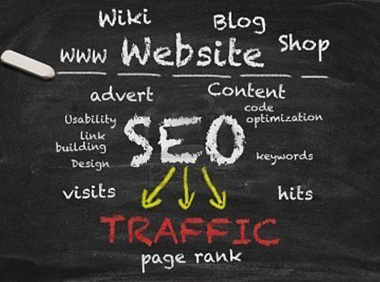 Wiki Blog
www Website Shop
advert Content
Usability code
optimization
link
building SEO
Design keywords
visits hits
TRAFFIC
page rank